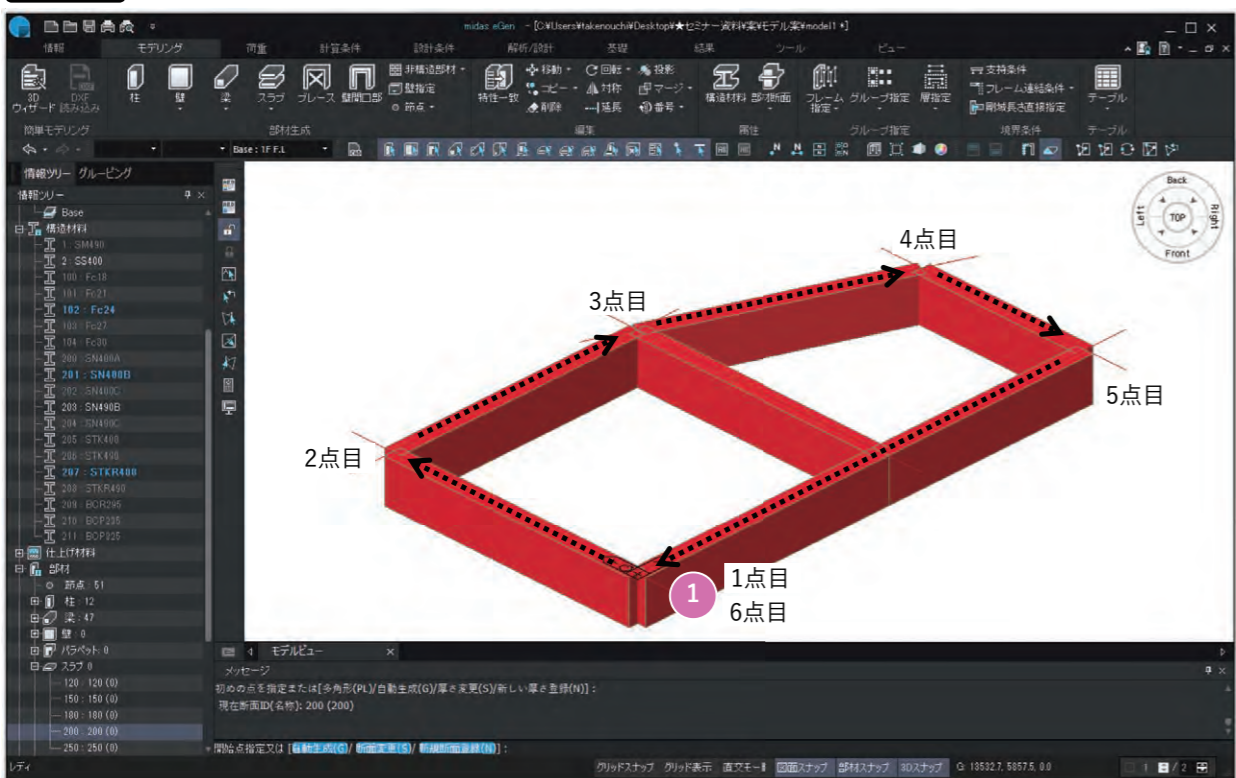 midas eGen - [C:¥Users¥takenouchi¥Desktop¥★セミナー資料¥案¥モデル案¥model1 *]
情報 モデリング 荷重 計算条件 設計条件 解析/設計 基礎 結果 ツール ビュー
3D ウィザード
DXF 読み込み
柱 壁 梁 スラブ ブレース 壁開口部
非構造部材
壁指定
節点
特性一致
移動 回転 投影
コピー 対称 マージ
削除 延長 番号
構造材料 部材断面
フレーム指定 グループ指定 層指定
支持条件
フレーム連結条件
剛域長さ直接指定
テーブル
簡単モデリング 部材生成 編集 属性 グループ指定 境界条件 テーブル
Base : 1F F.L
情報ツリー グルーピング
情報ツリー
Base
構造材料
1 : SM490
2 : SS400
100 : Fc18
101 : Fc21
102 : Fc24
103 : Fc27
104 : Fc30
200 : SN400A
201 : SN400B
202 : SN400C
203 : SN490B
204 : SN490C
205 : STK400
206 : STK490
207 : STKR400
208 : STKR490
209 : BCR295
210 : BCP235
211 : BCP325
仕上げ材料
部材
節点 : 51
柱 : 12
梁 : 47
壁 : 0
パラペット: 0
スラブ 0
120 : 120 (0)
150 : 150 (0)
180 : 180 (0)
200 : 200 (0)
250 : 250 (0)
Back
Left TOP Right
Front
4点目
3点目
5点目
2点目
1
1点目
6点目
モデルビュー
メッセージ
初めの点を指定または[多角形(PL)/自動生成(G)/厚さ変更(S)/新しい厚さ登録(N)] :
現在断面ID(名称): 200 (200)
開始点指定又は [自動生成(G)/ 断面変更(S)/ 新規断面登録(N)] :
レディ
グリッドスナップ グリッド表示 直交モード 図面スナップ 部材スナップ 3Dスナップ G: 13532.7, 5857.5, 0.0
1 / 2